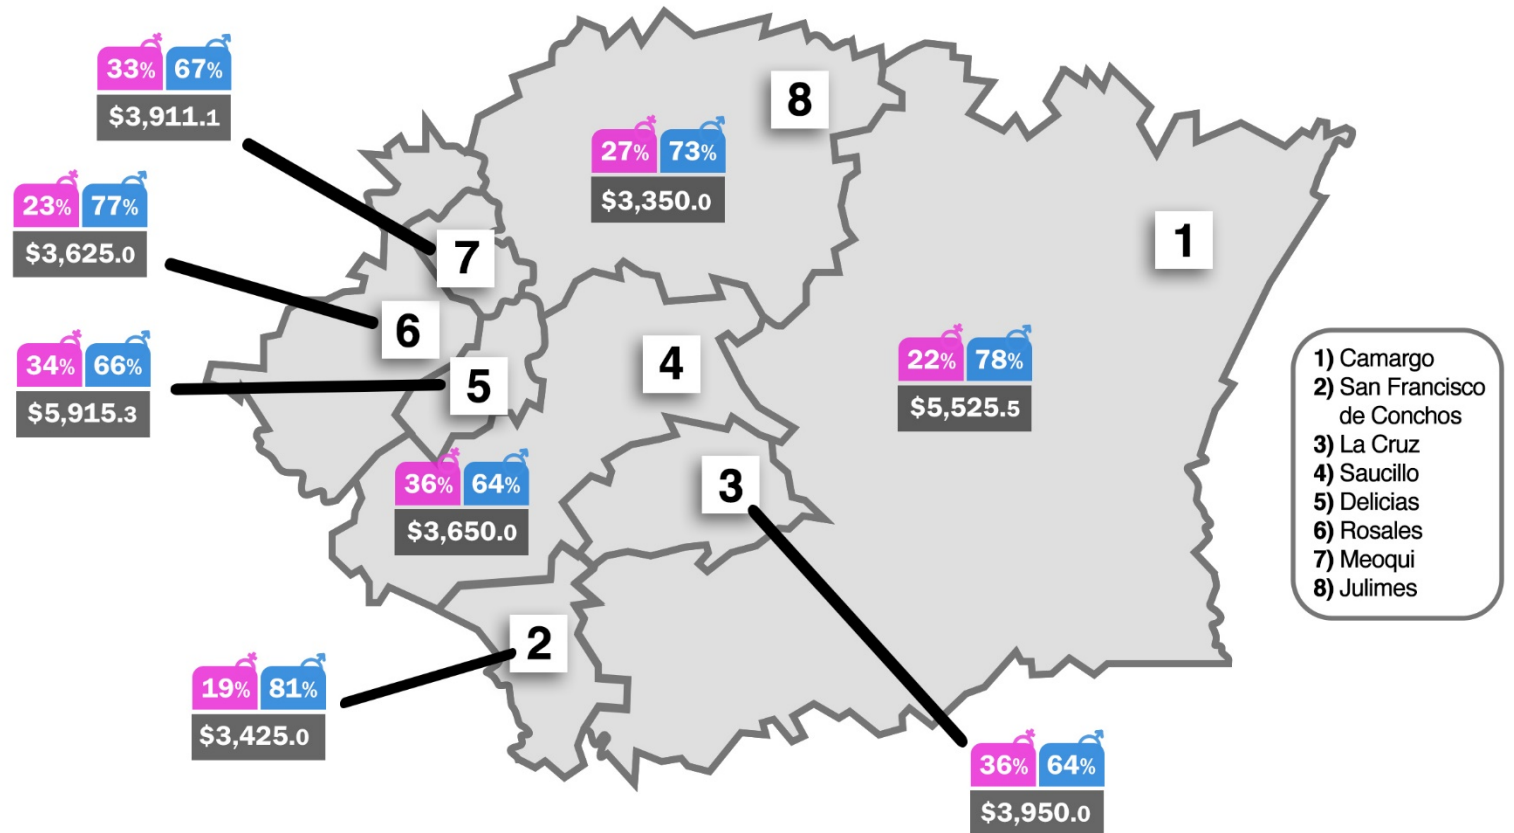 33% 67%
$3,911.1
8
27% 73%
$3,350.0
23% 77%
$3,625.0
7
1
6
34% 66%
$5,915.3
5
4
22% 78%
$5,525.5
1) Camargo
2) San Francisco
de Conchos
3) La Cruz
4) Saucillo
5) Delicias
6) Rosales
7) Meoqui
8) Julimes
36% 64%
$3,650.0
3
2
19% 81%
$3,425.0
36% 64%
$3,950.0